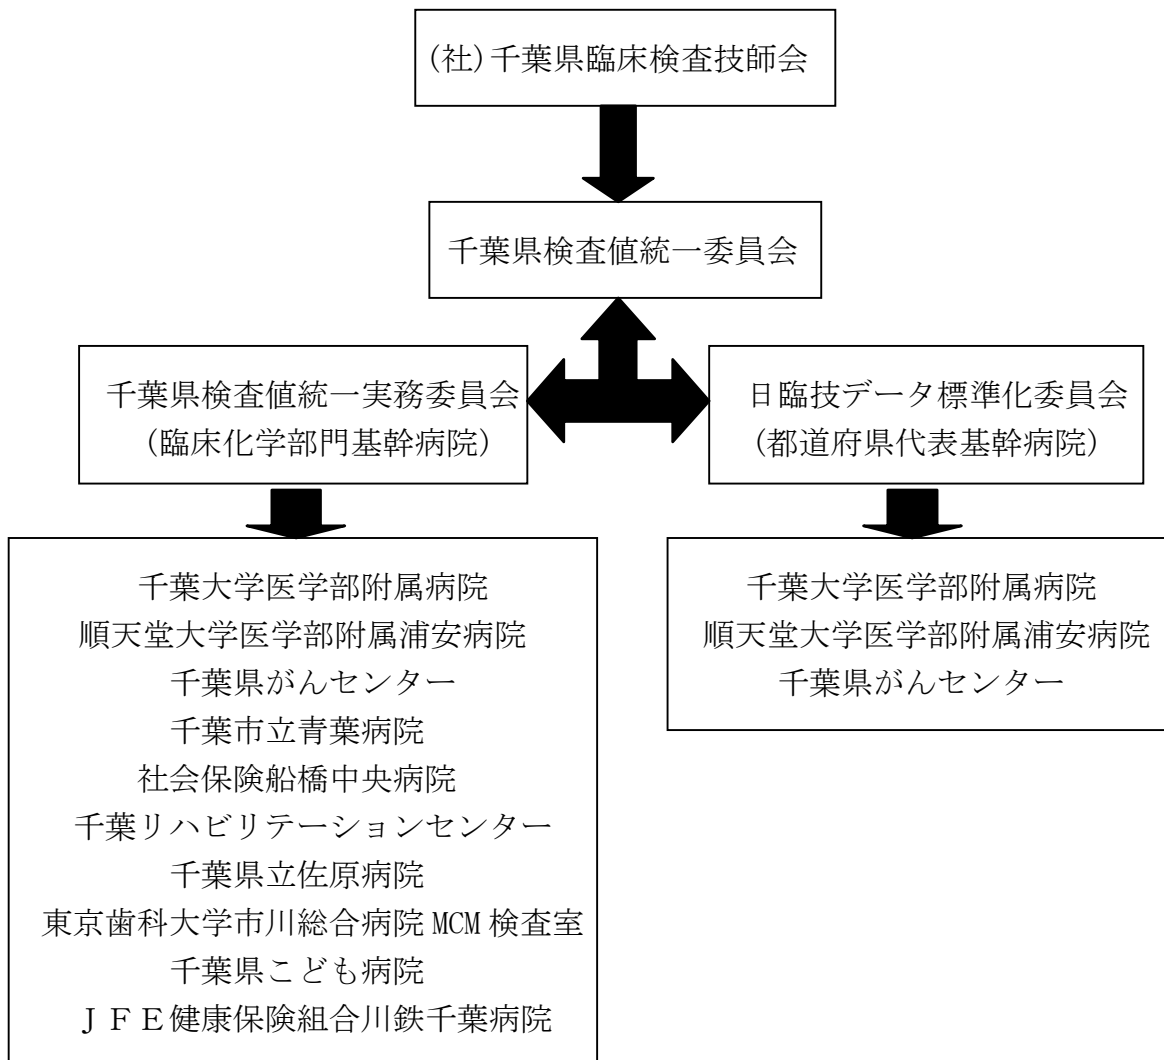 (社)千葉県臨床検査技師会
千葉県検査値統一委員会
千葉県検査値統一実務委員会
(臨床化学部門基幹病院)
日臨技データ標準化委員会
(都道府県代表基幹病院)
千葉大学医学部附属病院
順天堂大学医学部附属浦安病院
千葉県がんセンター
千葉市立青葉病院
社会保険船橋中央病院
千葉リハビリテーションセンター
千葉県立佐原病院
東京歯科大学市川総合病院 MCM 検査室
千葉県こども病院
ＪＦＥ健康保険組合川鉄千葉病院
千葉大学医学部附属病院
順天堂大学医学部附属浦安病院
千葉県がんセンター